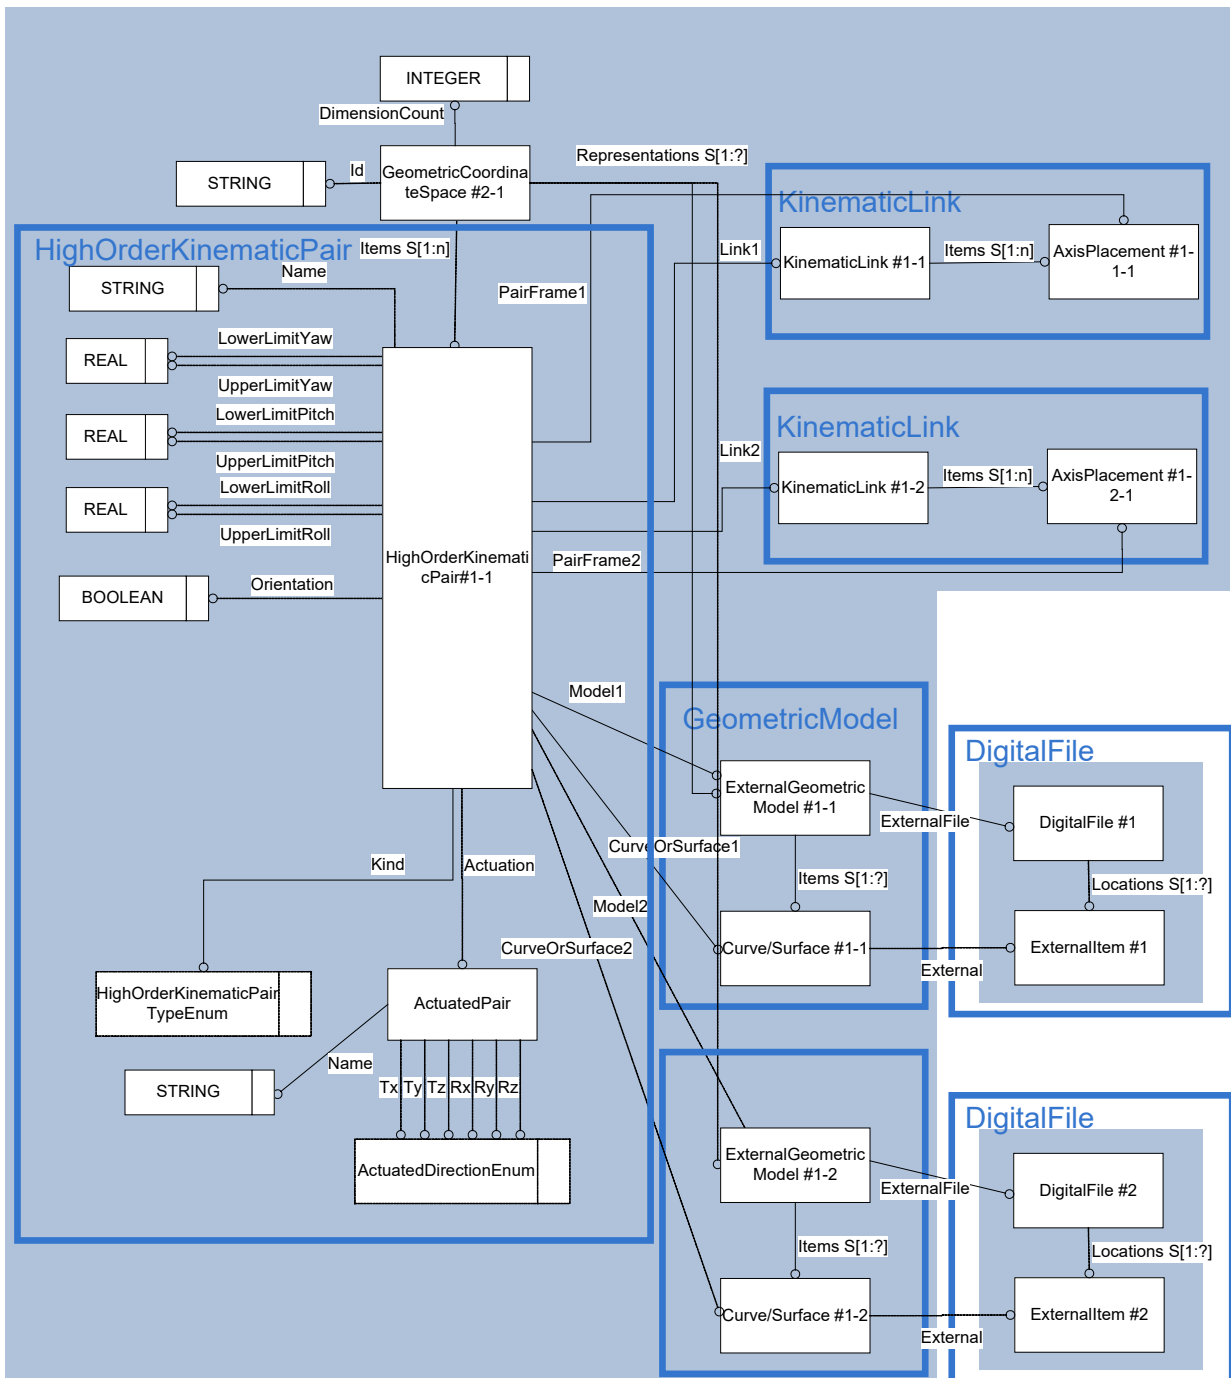 INTEGER
DimensionCount
GeometricCoordina
teSpace #2-1
Representations S[1:?]
STRING
Id
Items S[1:n]
HighOrderKinematicPair
STRING
Name
REAL
LowerLimitYaw
UpperLimitYaw
REAL
LowerLimitPitch
UpperLimitPitch
REAL
LowerLimitRoll
UpperLimitRoll
BOOLEAN
Orientation
HighOrderKinemati
cPair#1-1
PairFrame1
Link1
KinematicLink
KinematicLink #1-1
Items S[1:n]
AxisPlacement #1-
1-1
Link2
KinematicLink
KinematicLink #1-2
Items S[1:n]
AxisPlacement #1-
2-1
PairFrame2
Model1
GeometricModel
ExternalGeometric
Model #1-1
ExternalFile
DigitalFile
DigitalFile #1
CurveOrSurface1
Items S[1:?]
Locations S[1:?]
Curve/Surface #1-1
External
ExternalItem #1
Kind
Actuation
Model2
CurveOrSurface2
HighOrderKinematicPair
TypeEnum
ActuatedPair
Name
STRING
Tx
Ty
Tz
Rx
Ry
Rz
ActuatedDirectionEnum
ExternalGeometric
Model #1-2
ExternalFile
DigitalFile
DigitalFile #2
Items S[1:?]
Locations S[1:?]
Curve/Surface #1-2
External
ExternalItem #2